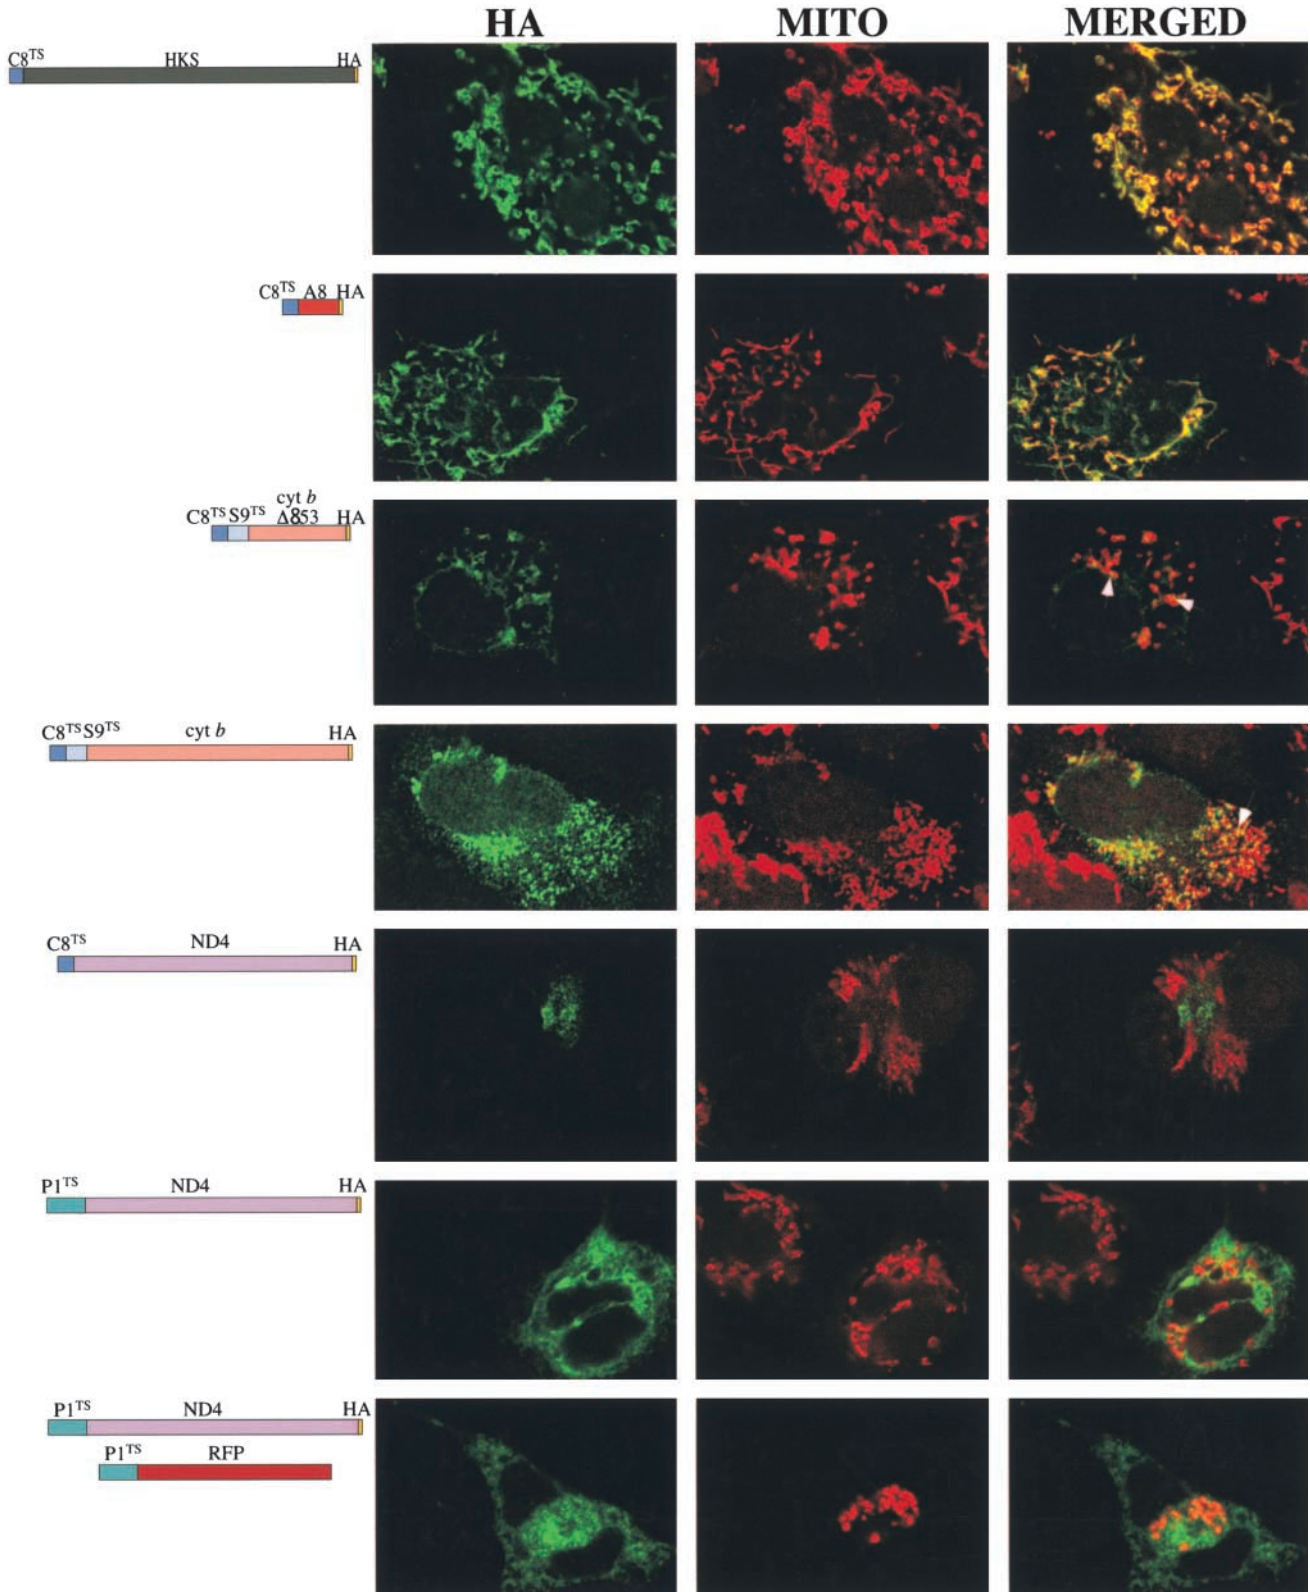 HA MITO MERGED
C8TS HKS HA
C8TS A8 HA
cyt b
C8TS S9TS Δ853 HA
C8TS S9TS cyt b HA
C8TS ND4 HA
P1TS ND4 HA
P1TS ND4 HA
P1TS RFP